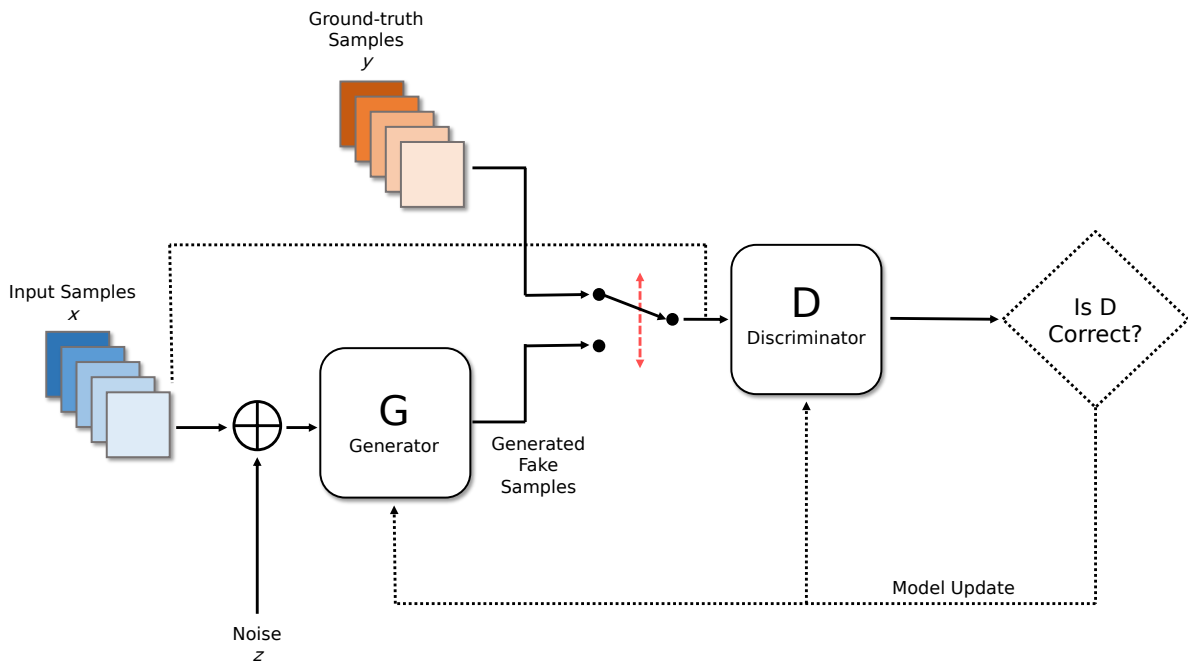 Ground-truth
Samples
y
Input Samples
x
D
Discriminator
Is D
Correct?
G
Generator
Generated
Fake
Samples
Model Update
Noise
z